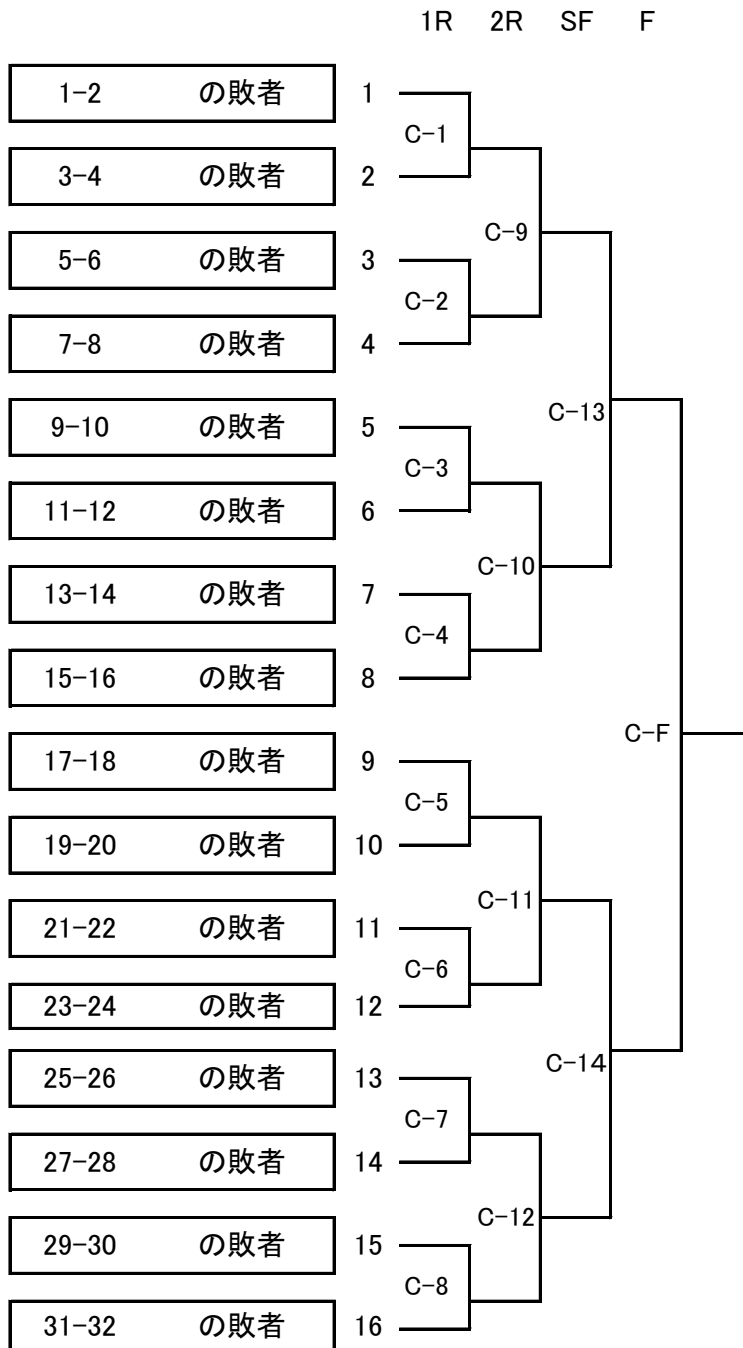 1R 2R SF F
1-2 の敗者 1
C-1
3-4 の敗者 2
C-9
5-6 の敗者 3
C-2
7-8 の敗者 4
C-13
9-10 の敗者 5
C-3
11-12 の敗者 6
C-10
13-14 の敗者 7
C-4
15-16 の敗者 8
C-F
17-18 の敗者 9
C-5
19-20 の敗者 10
C-11
21-22 の敗者 11
C-6
23-24 の敗者 12
C-14
25-26 の敗者 13
C-7
27-28 の敗者 14
C-12
29-30 の敗者 15
C-8
31-32 の敗者 16